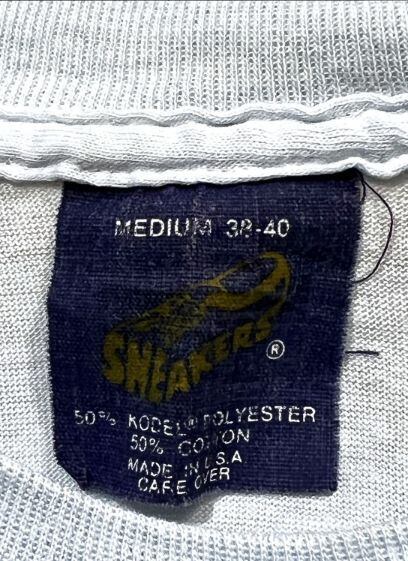 MEDIUM 38-40
SNEAKERS ®
50% KODEL® POLYESTER
50% COTTON
MADE IN U.S.A
CARE OVER